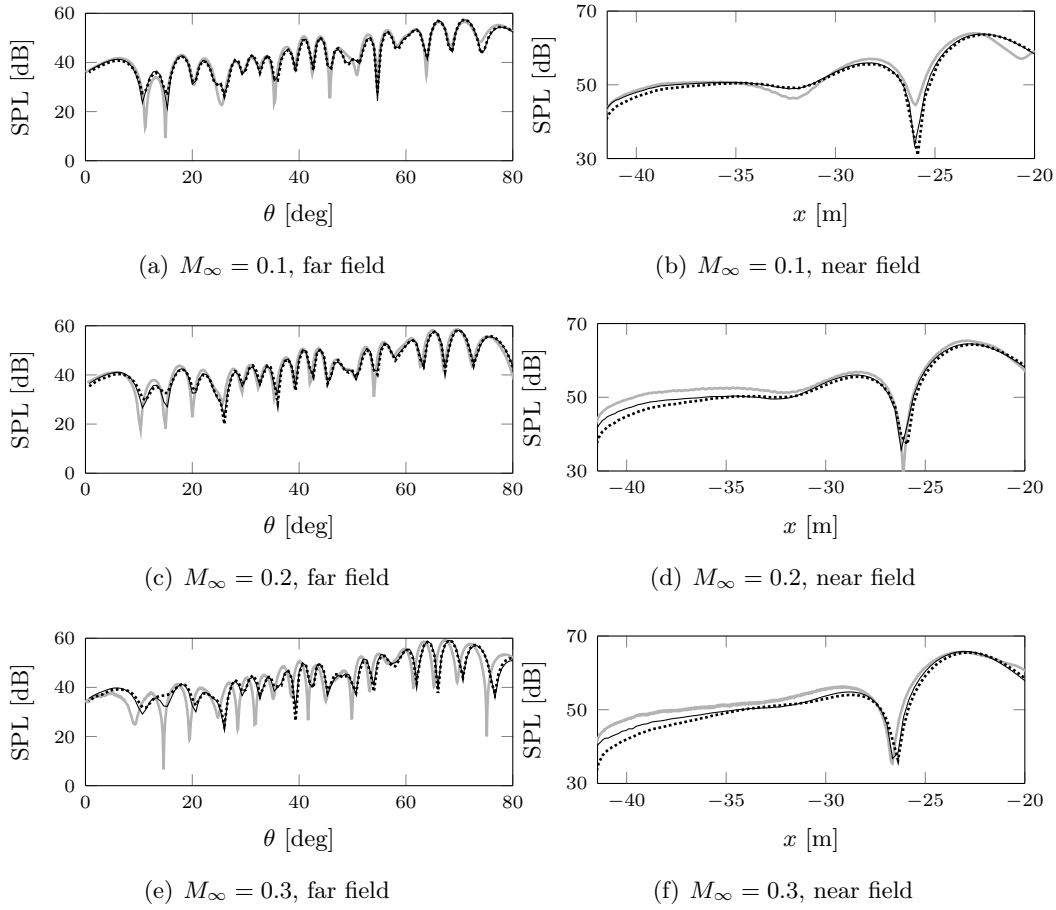 60
40
20
0
SPL [dB]
0
20
40
60
80
θ [deg]
(a) M∞ = 0.1, far field
70
50
30
SPL [dB]
−40
−35
−30
−25
−20
x [m]
(b) M∞ = 0.1, near field
60
40
20
0
SPL [dB]
0
20
40
60
80
θ [deg]
(c) M∞ = 0.2, far field
70
50
30
SPL [dB]
−40
−35
−30
−25
−20
x [m]
(d) M∞ = 0.2, near field
60
40
20
0
SPL [dB]
0
20
40
60
80
θ [deg]
(e) M∞ = 0.3, far field
70
50
30
SPL [dB]
−40
−35
−30
−25
−20
x [m]
(f) M∞ = 0.3, near field